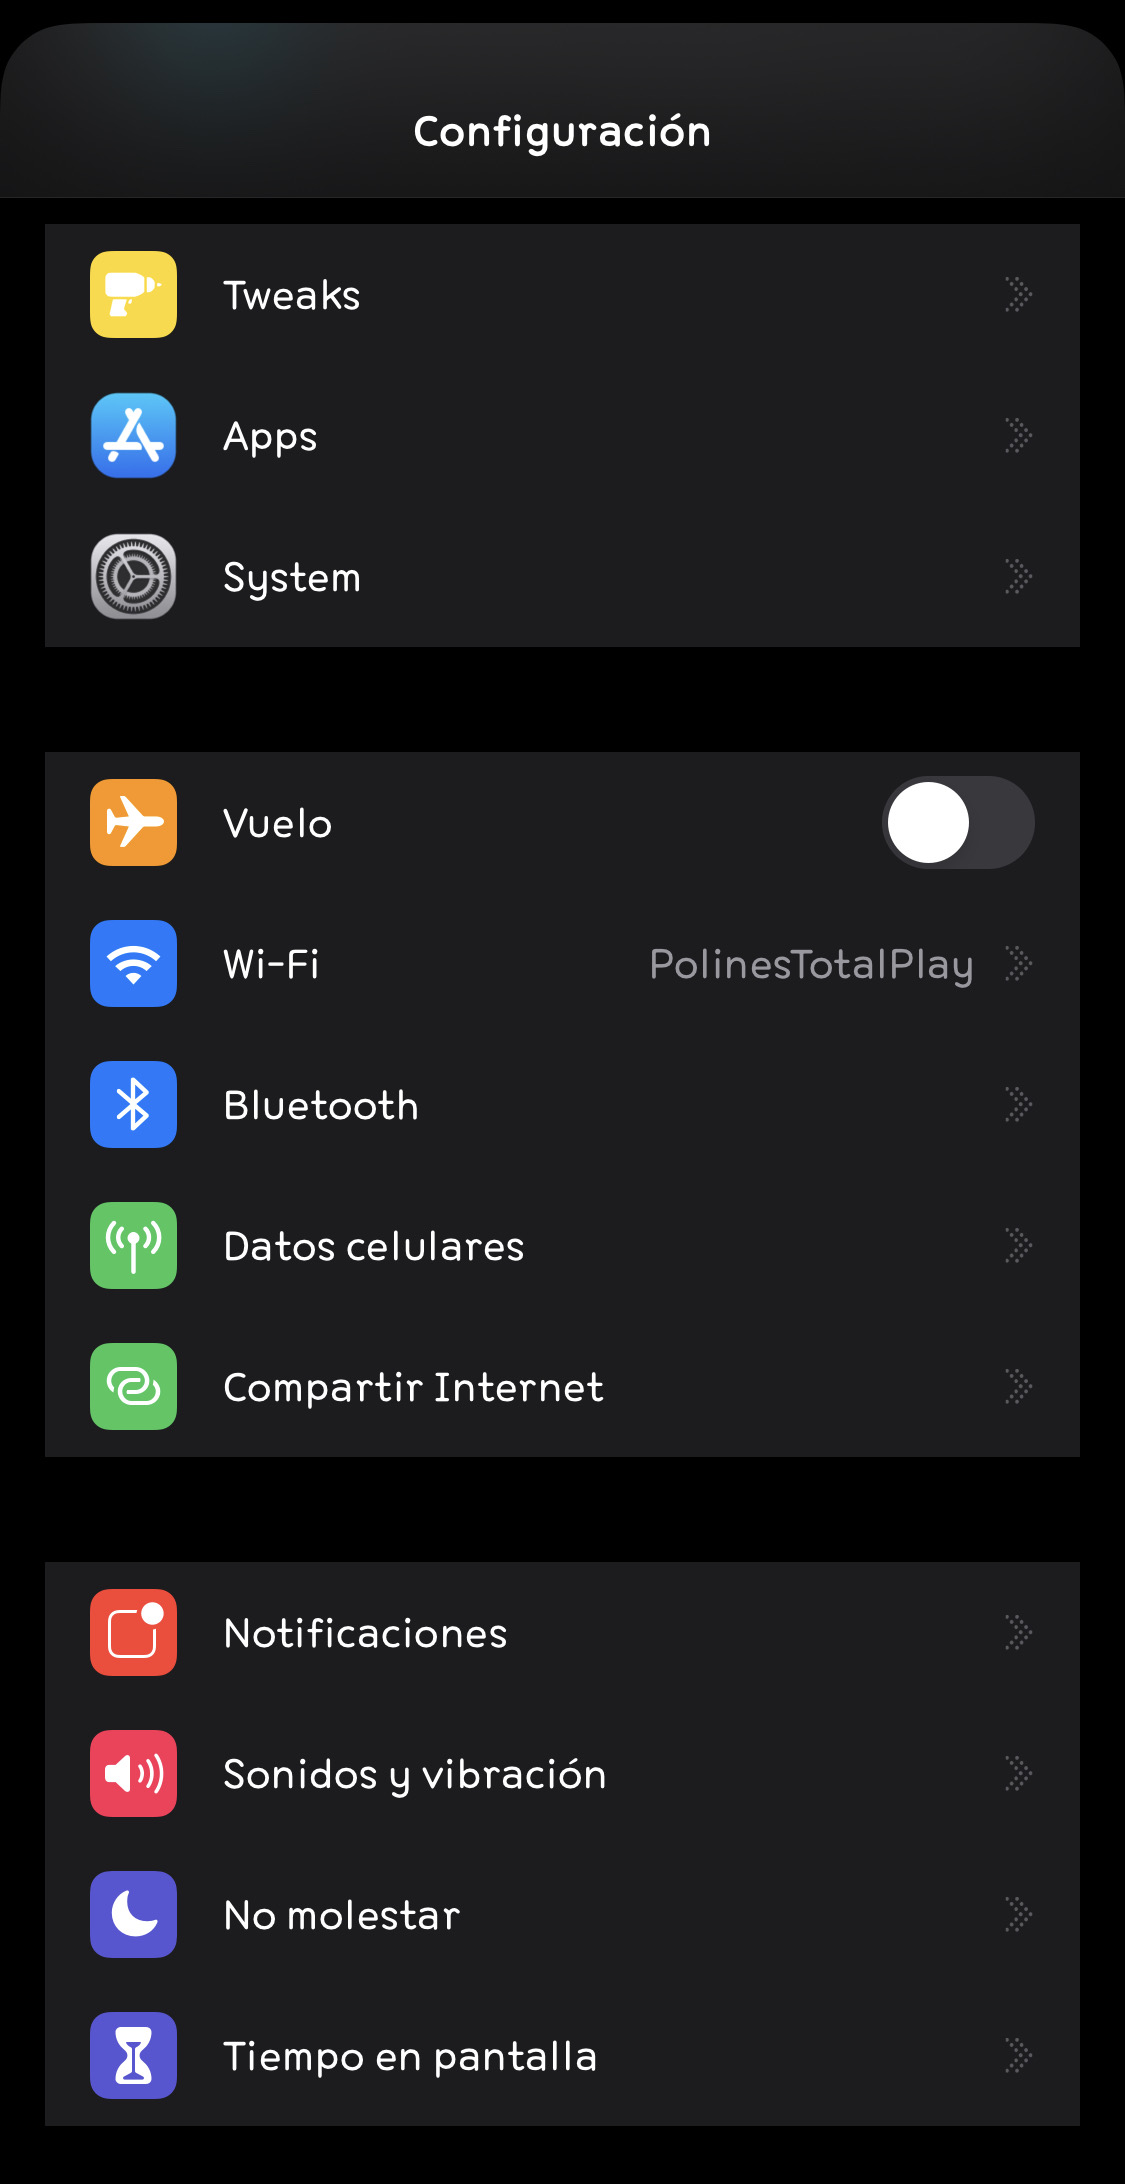 Configuración
Tweaks
Apps
System
Vuelo
Wi-Fi PolinesTotalPlay
Bluetooth
Datos celulares
Compartir Internet
Notificaciones
Sonidos y vibración
No molestar
Tiempo en pantalla